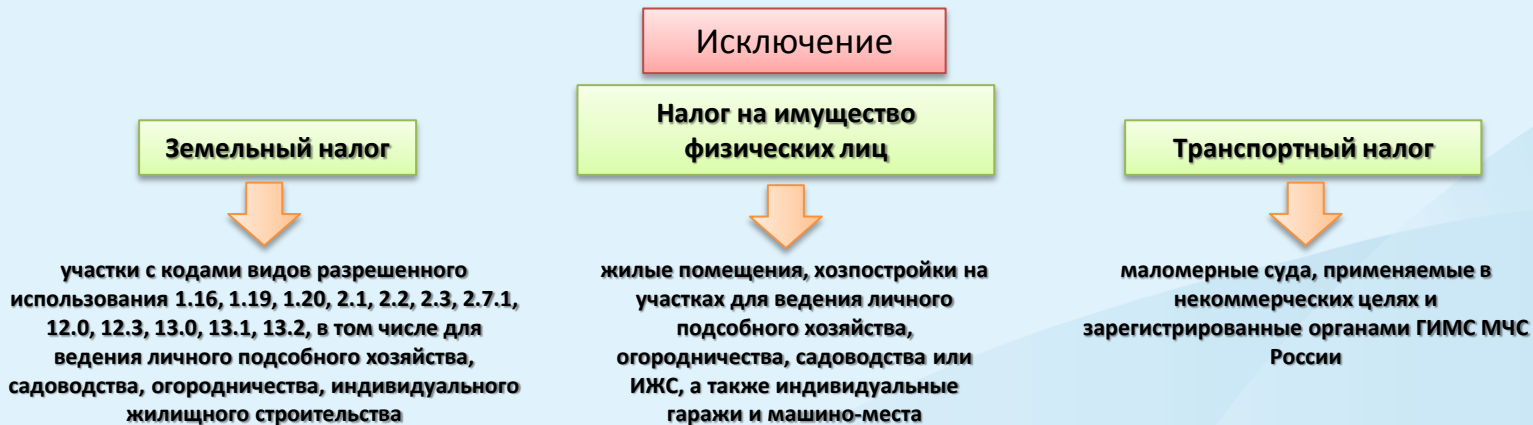 Исключение
Земельный налог
участки с кодами видов разрешенного
использования 1.16, 1.19, 1.20, 2.1, 2.2, 2.3, 2.7.1,
12.0, 12.3, 13.0, 13.1, 13.2, в том числе для
ведения личного подсобного хозяйства,
садоводства, огородничества, индивидуального
жилищного строительства
Налог на имущество
физических лиц
жилые помещения, хозпостройки на
участках для ведения личного
подсобного хозяйства,
огородничества, садоводства или
ИЖС, а также индивидуальные
гаражи и машино-места
Транспортный налог
маломерные суда, применяемые в
некоммерческих целях и
зарегистрированные органами ГИМС МЧС
России